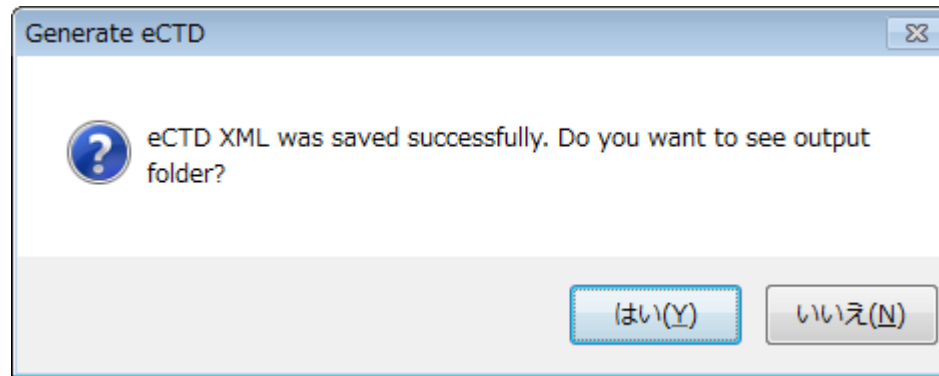 Generate eCTD
eCTD XML was saved successfully. Do you want to see output
folder?
はい(Y)
いいえ(N)